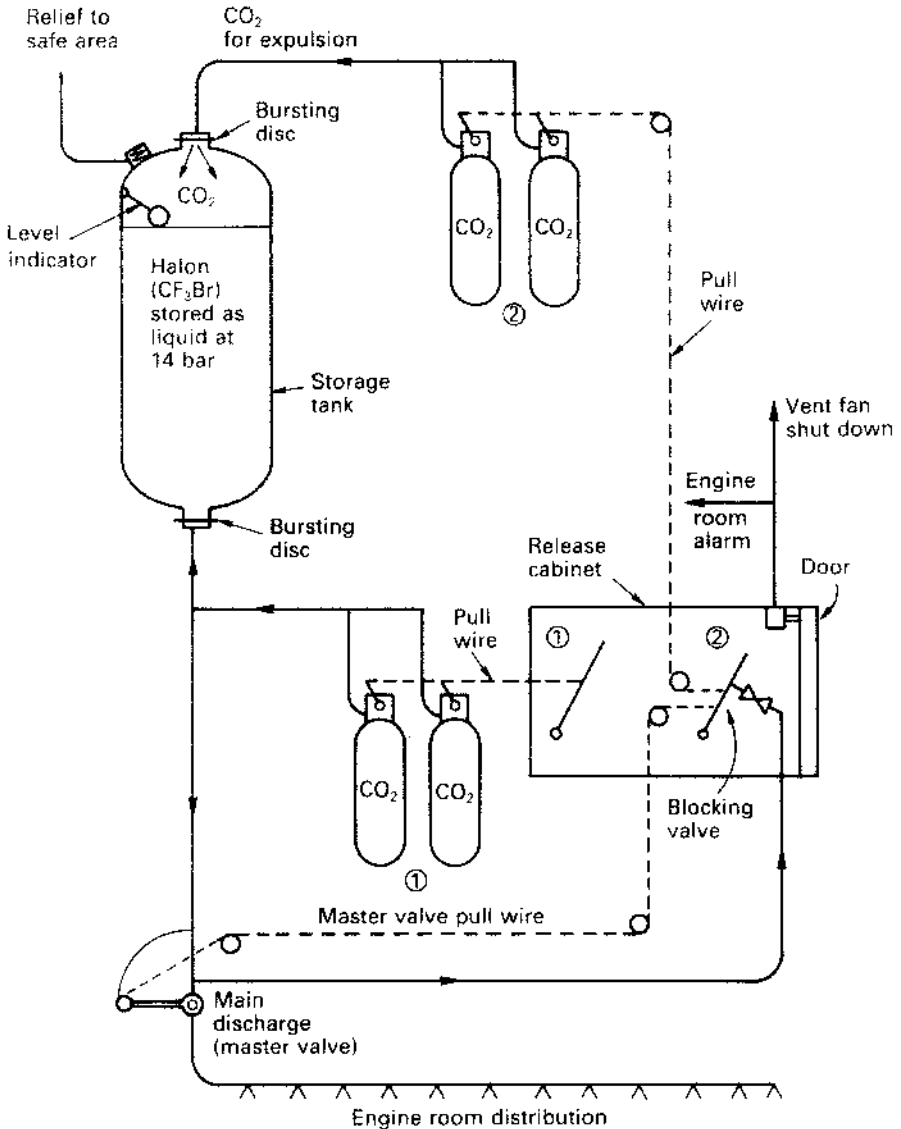 Relief to
safe area
CO₂
for expulsion
Bursting
disc
CO₂
Level
indicator
Halon
(CF₃Br)
stored as
liquid at
14 bar
Storage
tank
Bursting
disc
CO₂
CO₂
②
Pull
wire
Vent fan
shut down
Engine
room
alarm
Release
cabinet
Door
Pull
wire
①
②
CO₂
CO₂
①
Blocking
valve
Master valve pull wire
Main
discharge
(master valve)
Engine room distribution